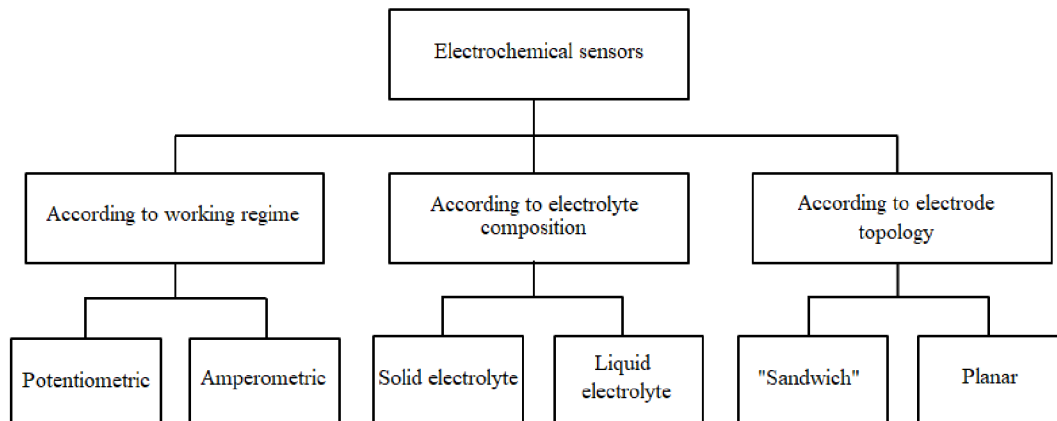 Electrochemical sensors
According to working regime
According to electrolyte
composition
According to electrode
topology
Potentiometric
Amperometric
Solid electrolyte
Liquid
electrolyte
"Sandwich"
Planar